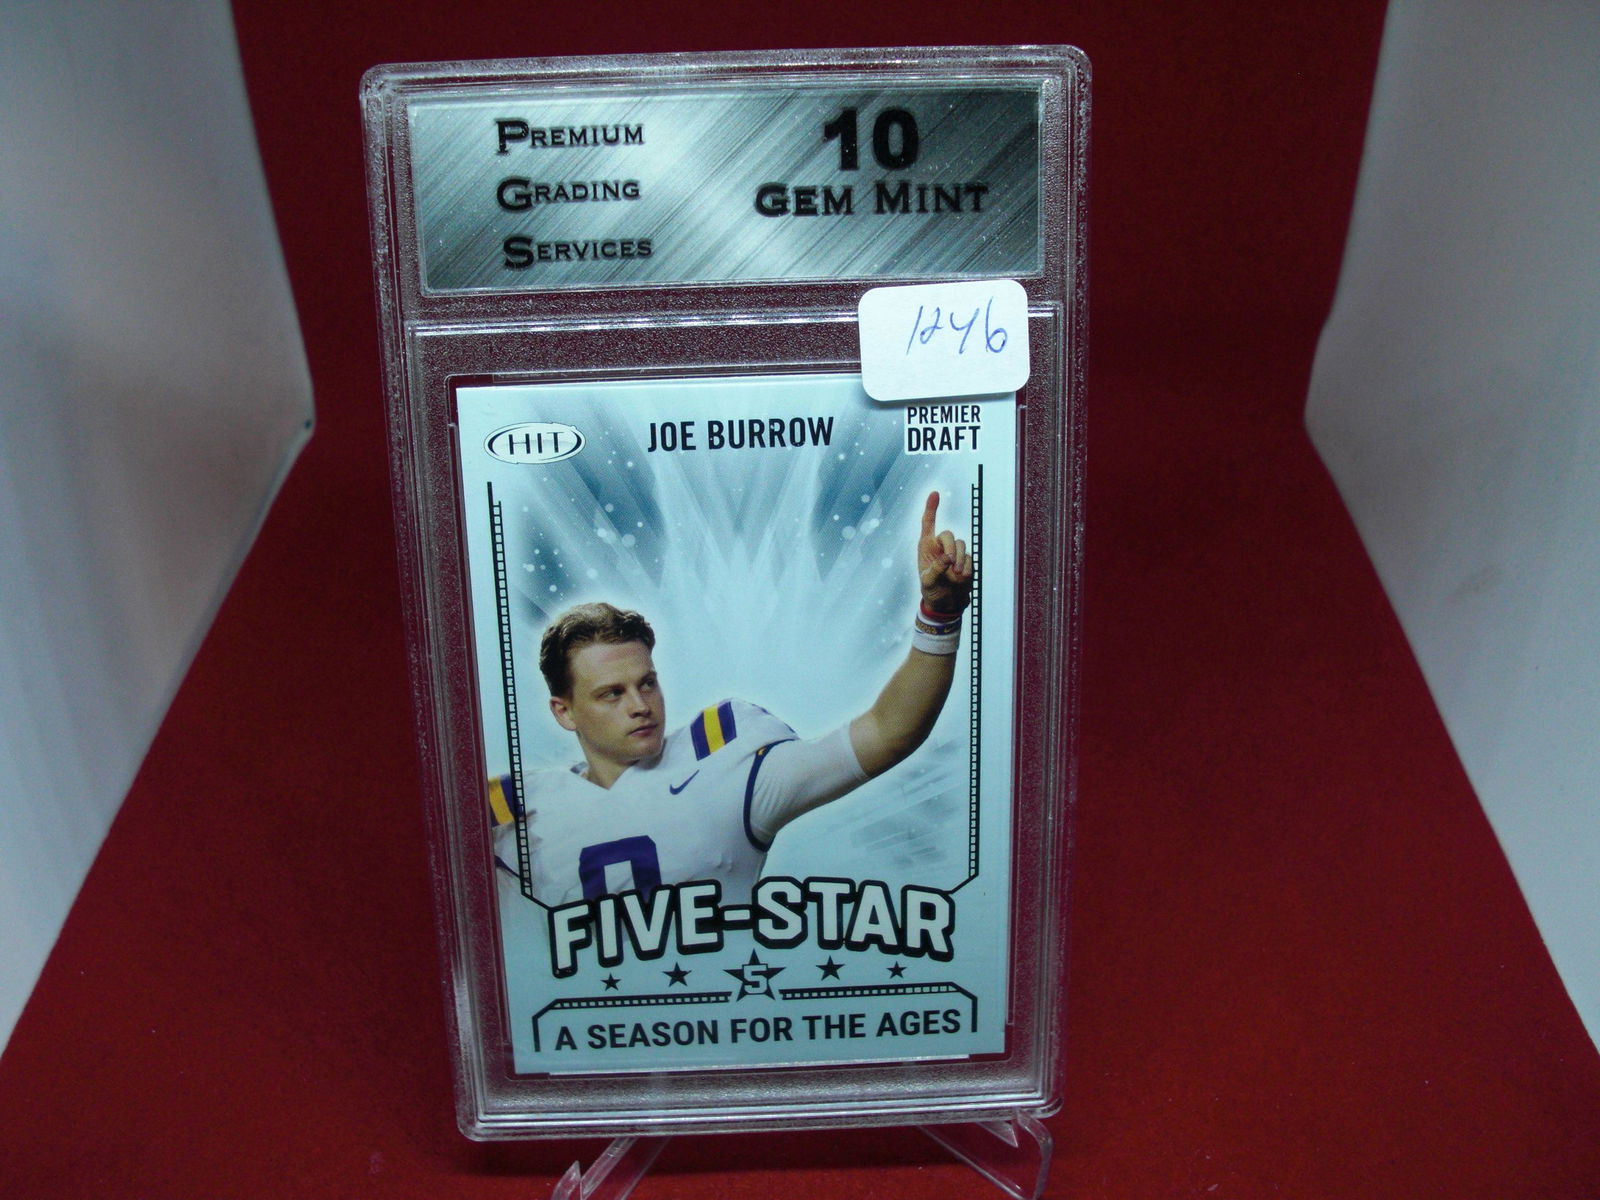 PREMIUM
GRADING
SERVICES
10
GEM MINT
1246
HIT
JOE BURROW
PREMIER
DRAFT
FIVE-STAR
5
A SEASON FOR THE AGES